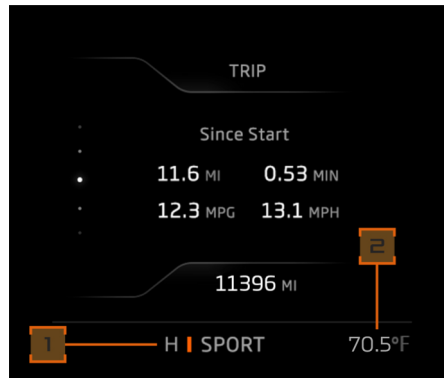 TRIP
Since Start
11.6 MI 0.53 MIN
12.3 MPG 13.1 MPH
2
11396 MI
1 H SPORT 70.5°F